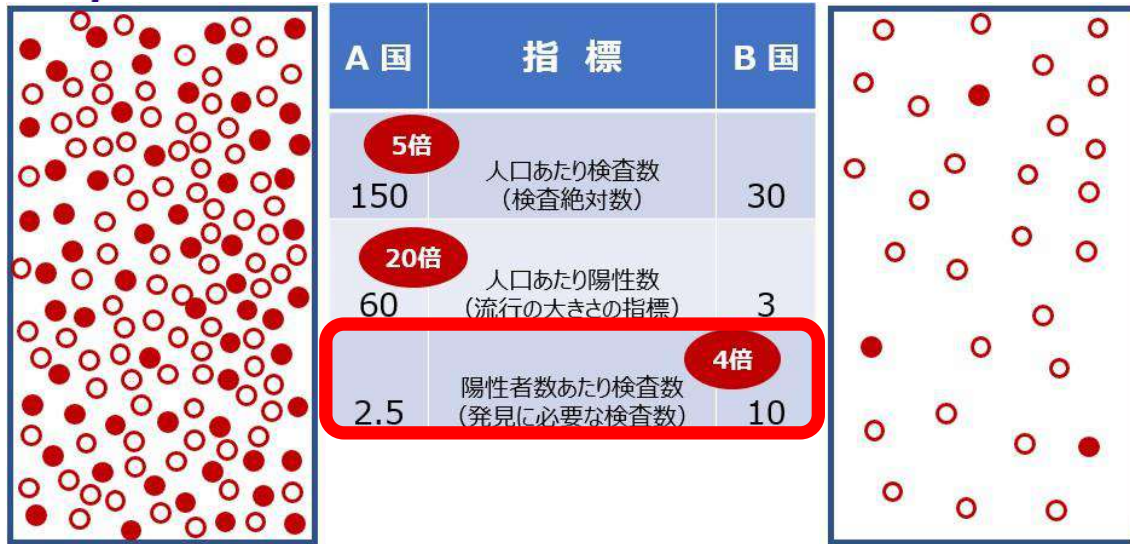 A国 指 標 B国
5倍
人口あたり検査数
150 (検査絶対数) 30
20倍
人口あたり陽性数
60 (流行の大きさの指標) 3
4倍
陽性者数あたり検査数
2.5 (発見に必要な検査数) 10